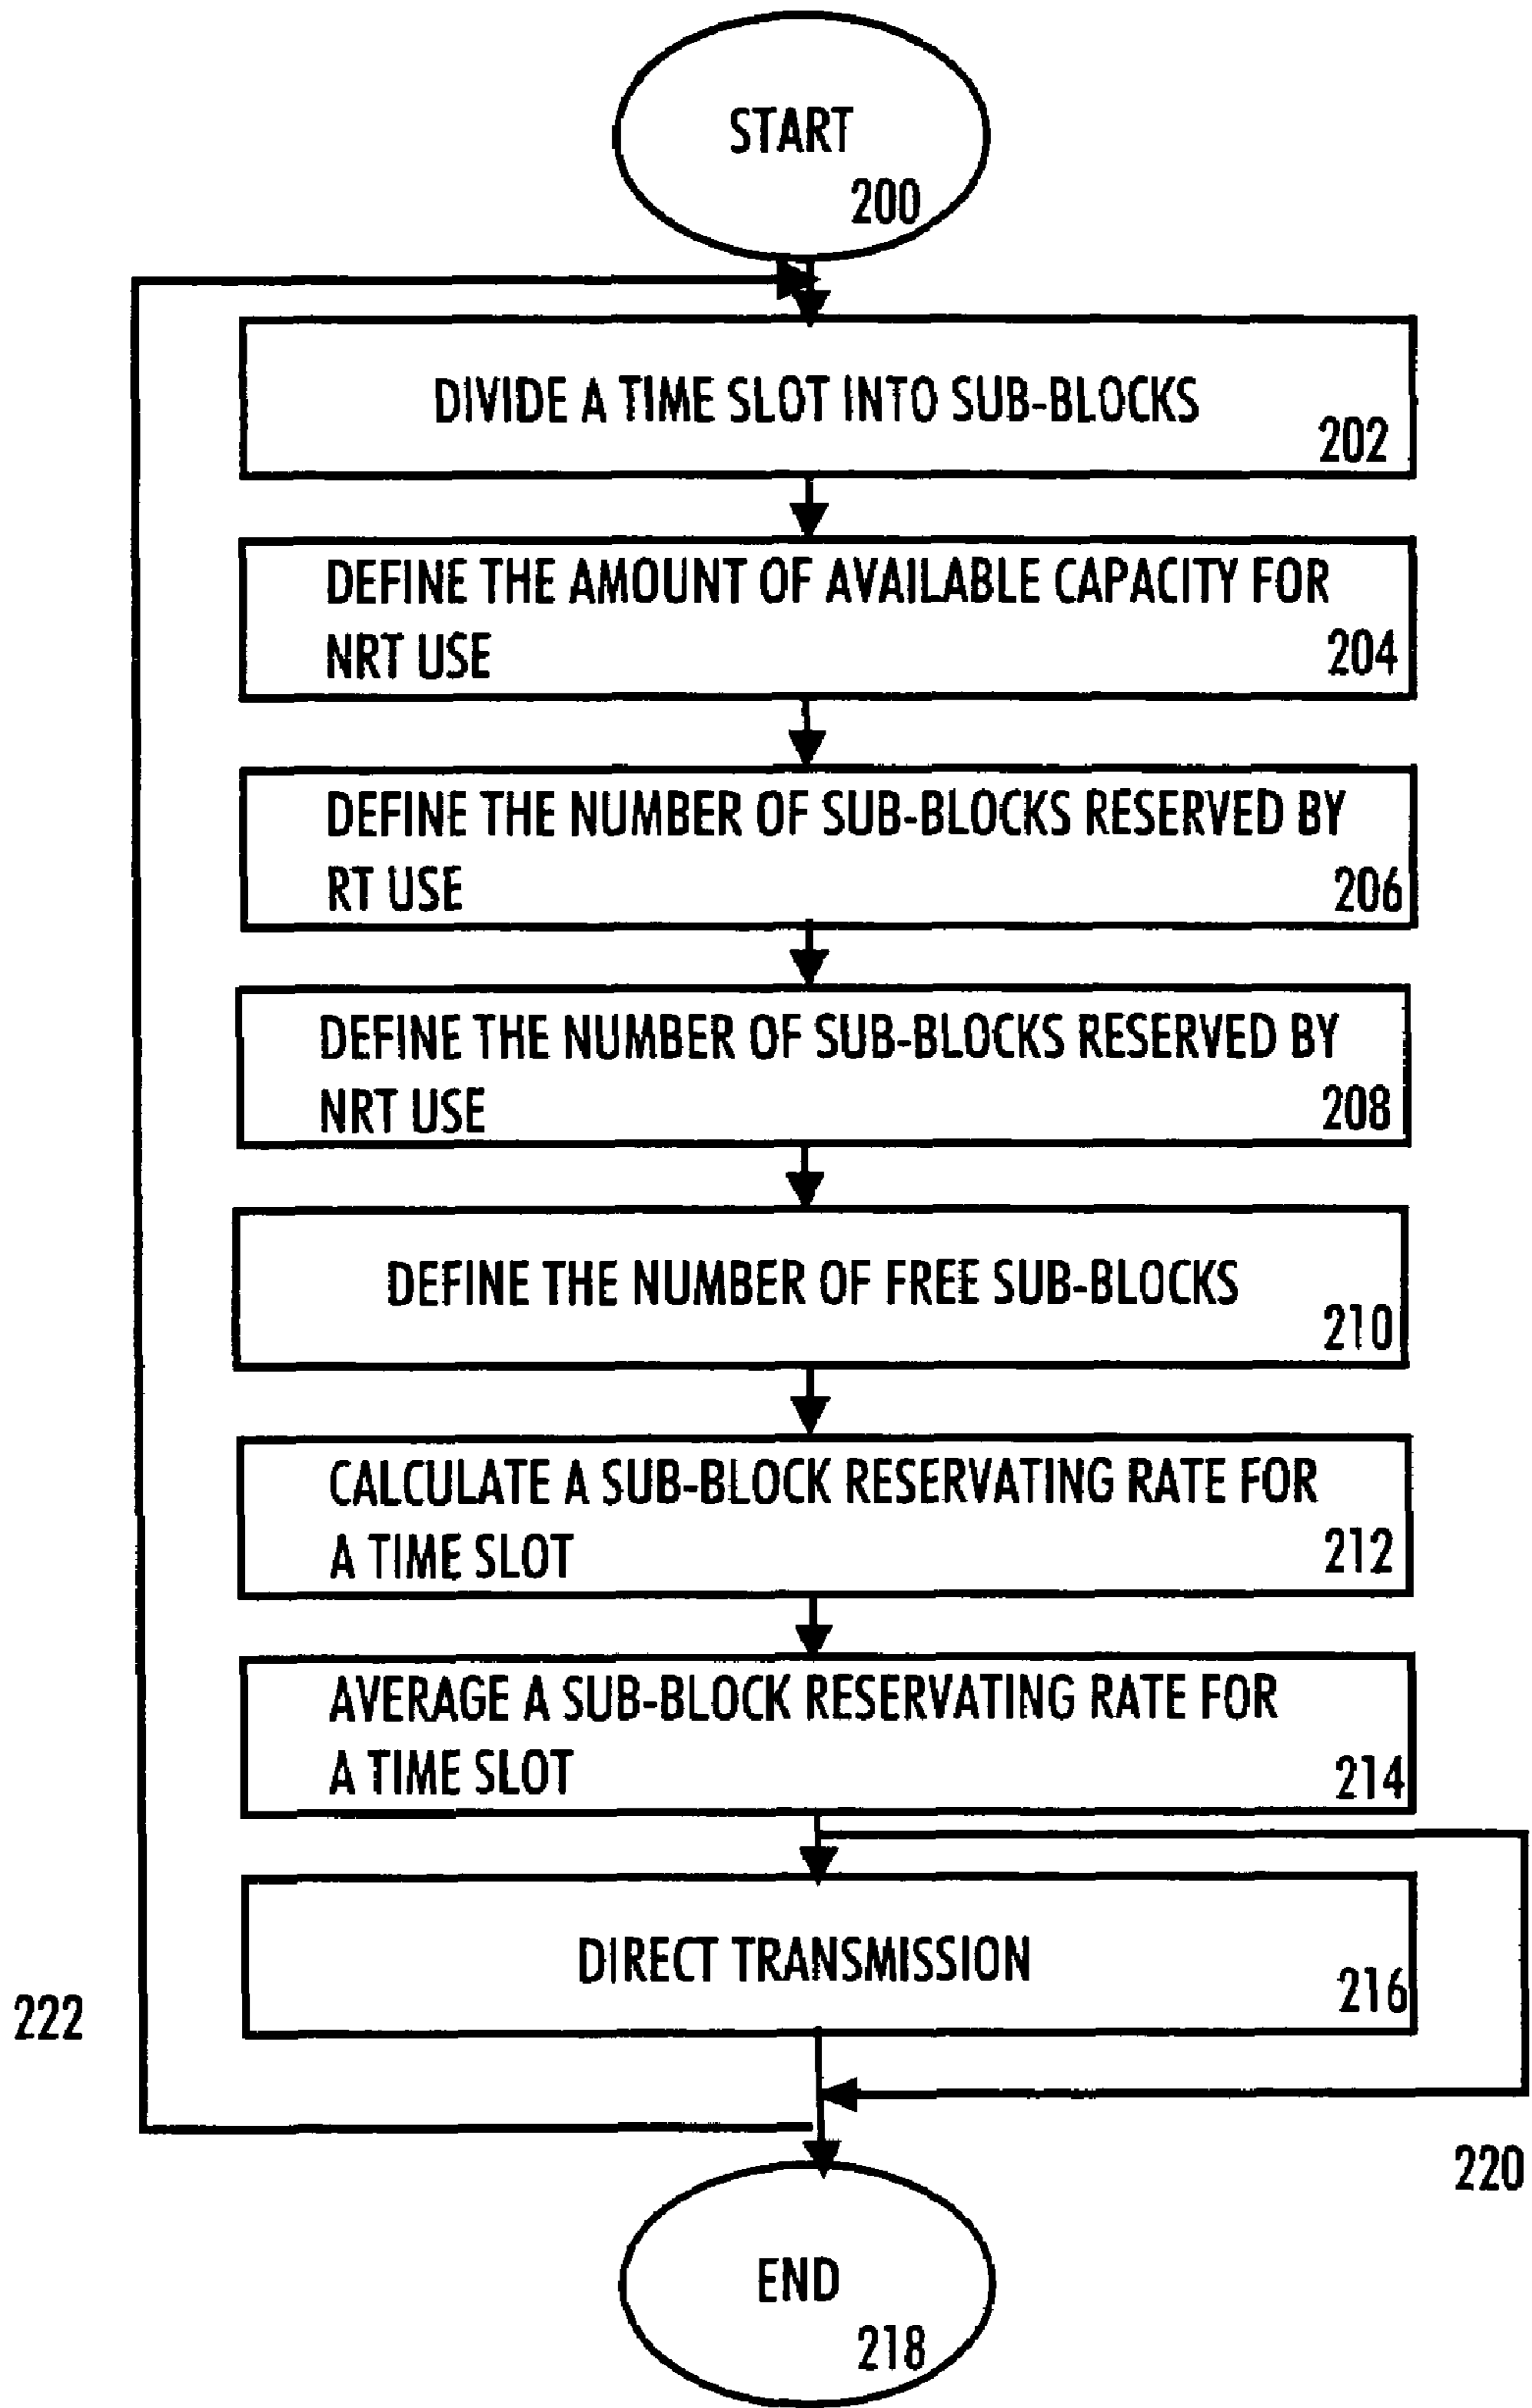 START
200
DIVIDE A TIME SLOT INTO SUB-BLOCKS
202
DEFINE THE AMOUNT OF AVAILABLE CAPACITY FOR
NRT USE
204
DEFINE THE NUMBER OF SUB-BLOCKS RESERVED BY
RT USE
206
DEFINE THE NUMBER OF SUB-BLOCKS RESERVED BY
NRT USE
208
DEFINE THE NUMBER OF FREE SUB-BLOCKS
210
CALCULATE A SUB-BLOCK RESERVATING RATE FOR
A TIME SLOT
212
AVERAGE A SUB-BLOCK RESERVATING RATE FOR
A TIME SLOT
214
DIRECT TRANSMISSION
216
222
220
END
218